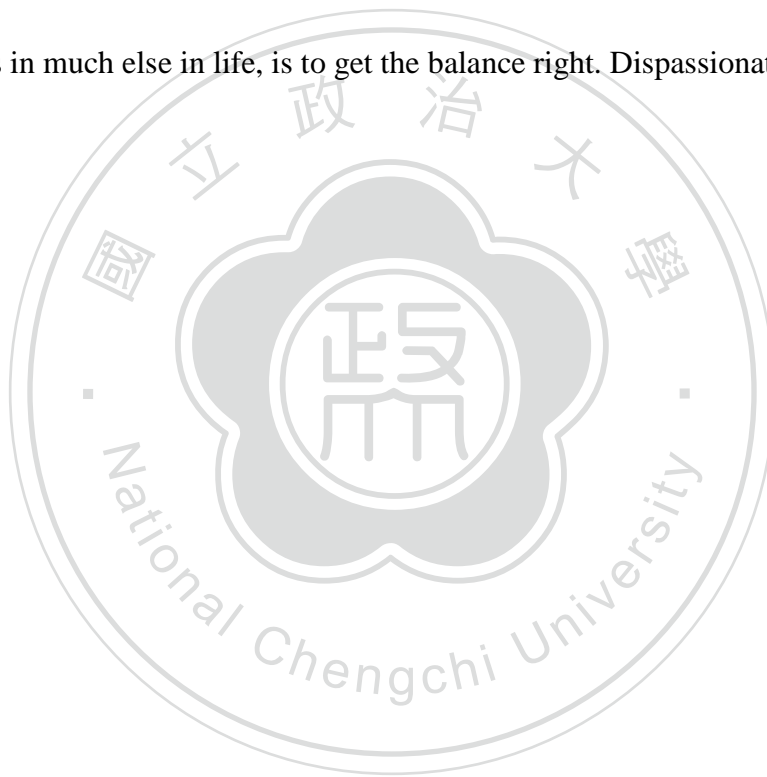 in much else in life, is to get the balance right.
國立政治大學
政大
National Chengchi University